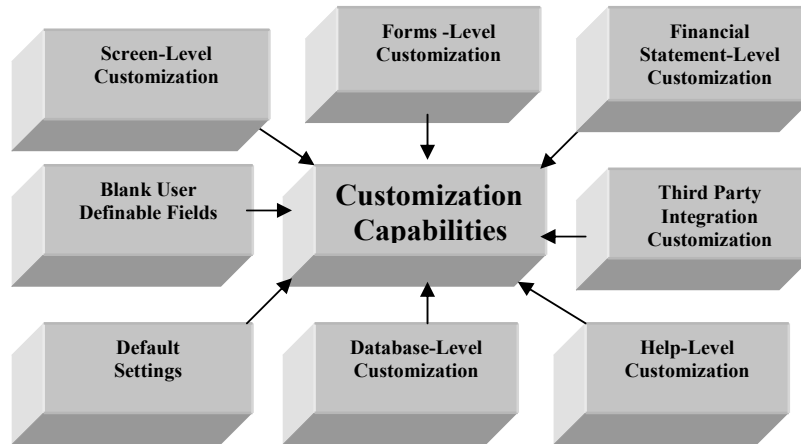 Screen-Level
Customization
Forms -Level
Customization
Financial
Statement-Level
Customization
Blank User
Definable Fields
Customization
Capabilities
Third Party
Integration
Customization
Default
Settings
Database-Level
Customization
Help-Level
Customization